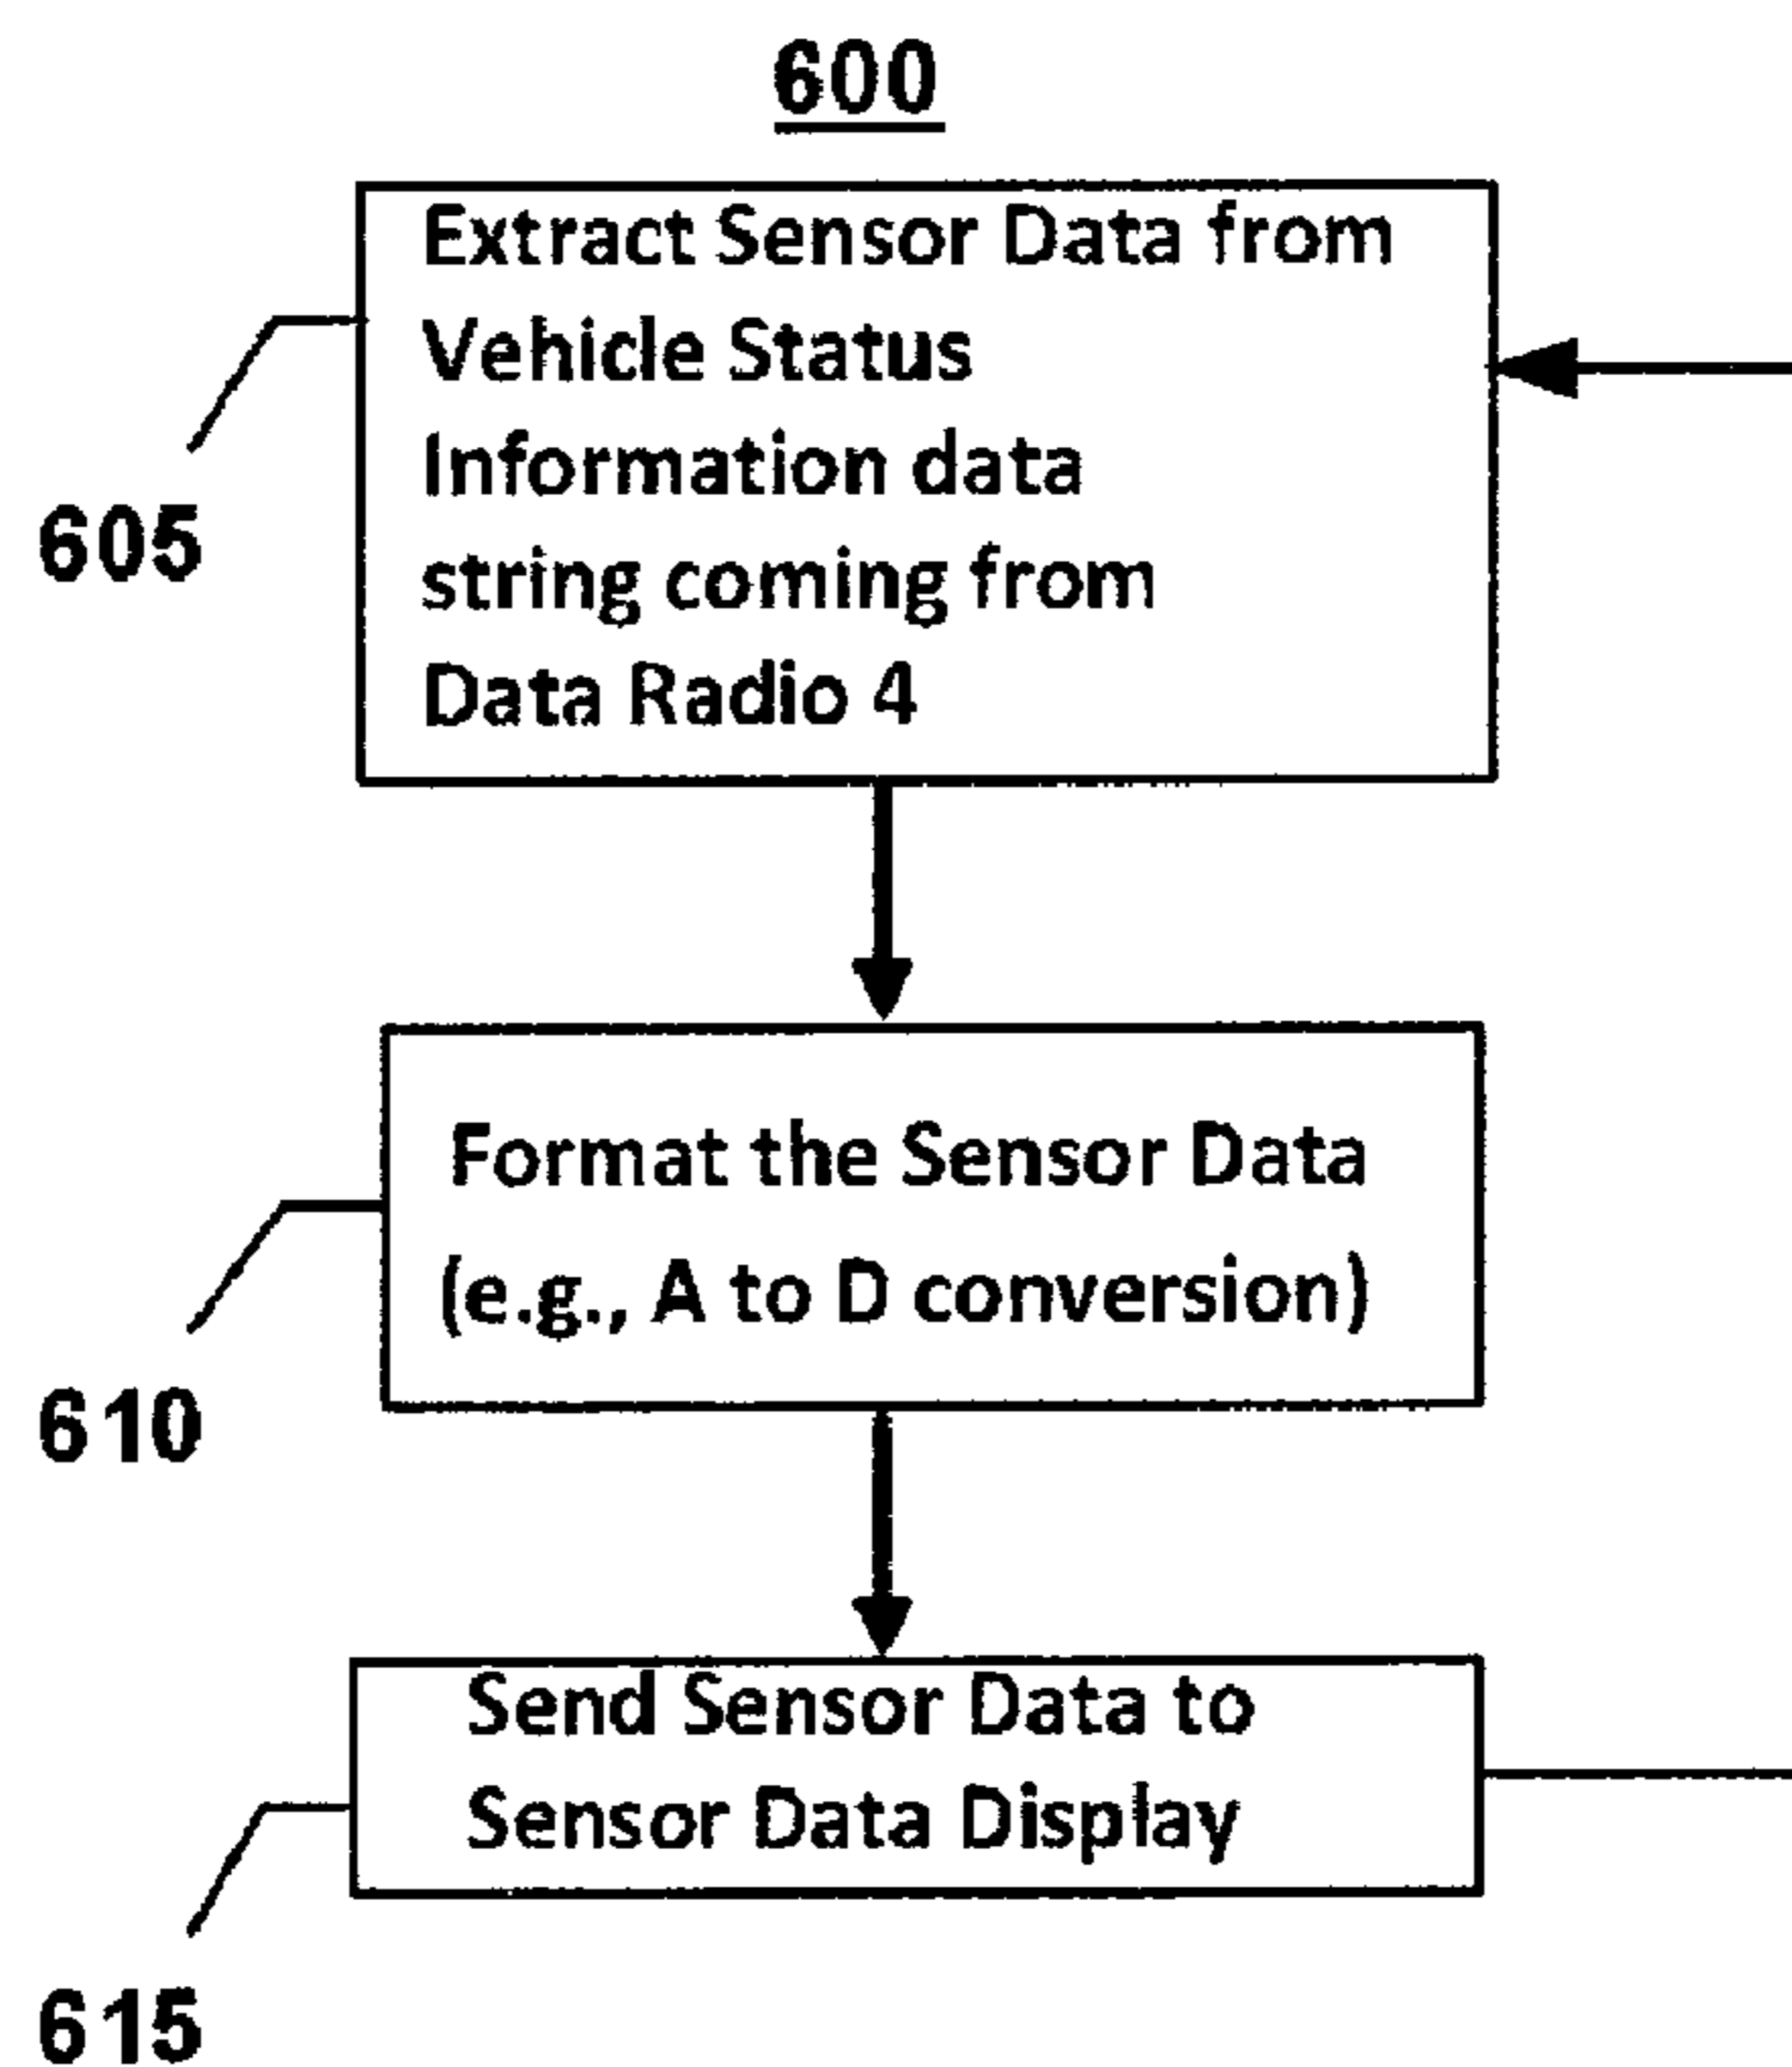 600
Extract Sensor Data from
Vehicle Status
Information data
string coming from
Data Radio 4
605
Format the Sensor Data
(e.g., A to D conversion)
610
Send Sensor Data to
Sensor Data Display
615